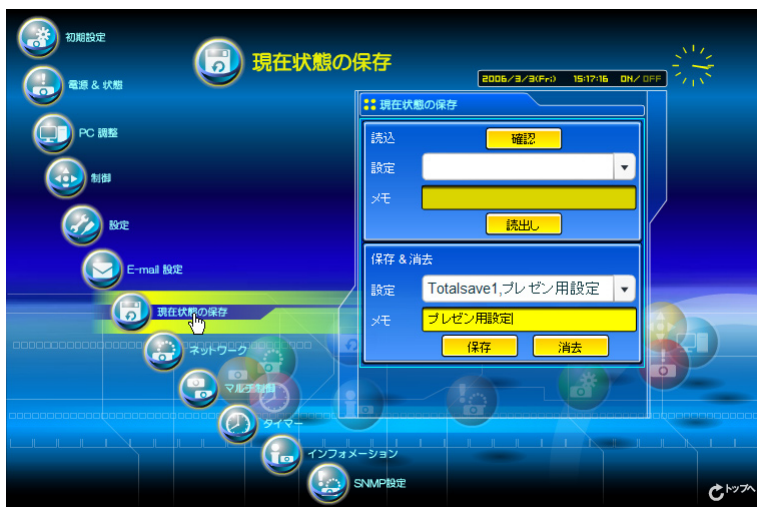 初期設定
電源 & 状態
PC 調整
制御
設定
E-mail 設定
現在状態の保存
ネットワーク
マルチ制御
タイマー
インフォメーション
SNMP設定
現在状態の保存
2006/3/3(Fri) 15:17:16 ON/OFF
現在状態の保存
読込 確認
設定
メモ
読出し
保存 & 消去
設定 Totalsave1,プレゼン用設定
メモ プレゼン用設定
保存 消去
トップへ